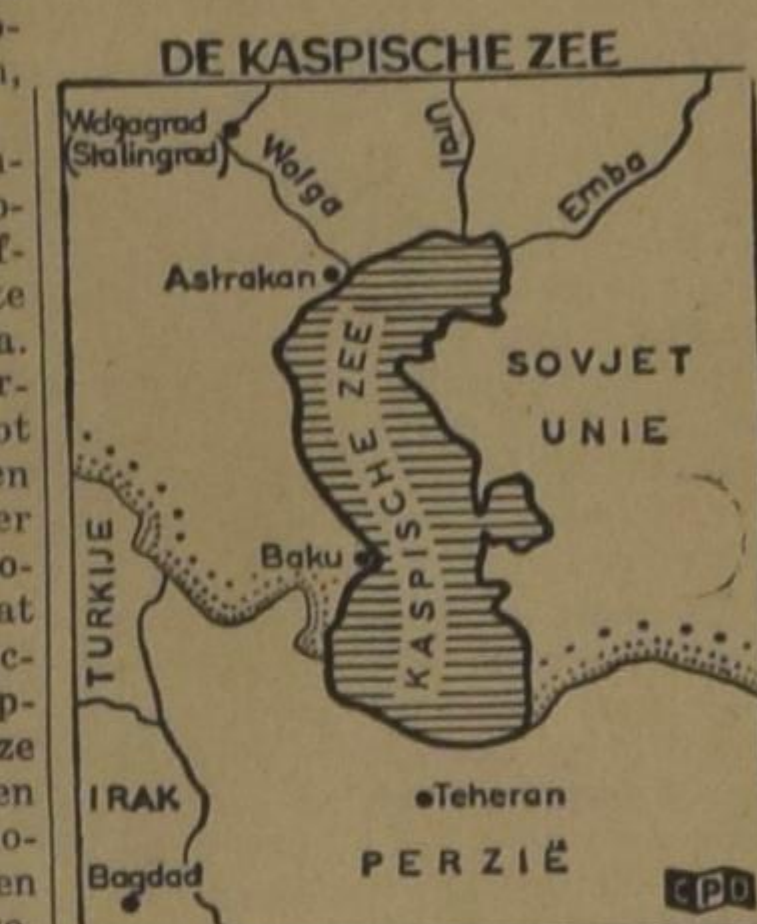 DE KASPISCHE ZEE
Wolgagrad
(Stalingrad)
Wolga
Ural
Emba
Astrakan
SOVJET
UNIE
KASPISCHE ZEE
Baku
TURKIJE
IRAK
Teheran
PERZIË
Bagdad
CPD